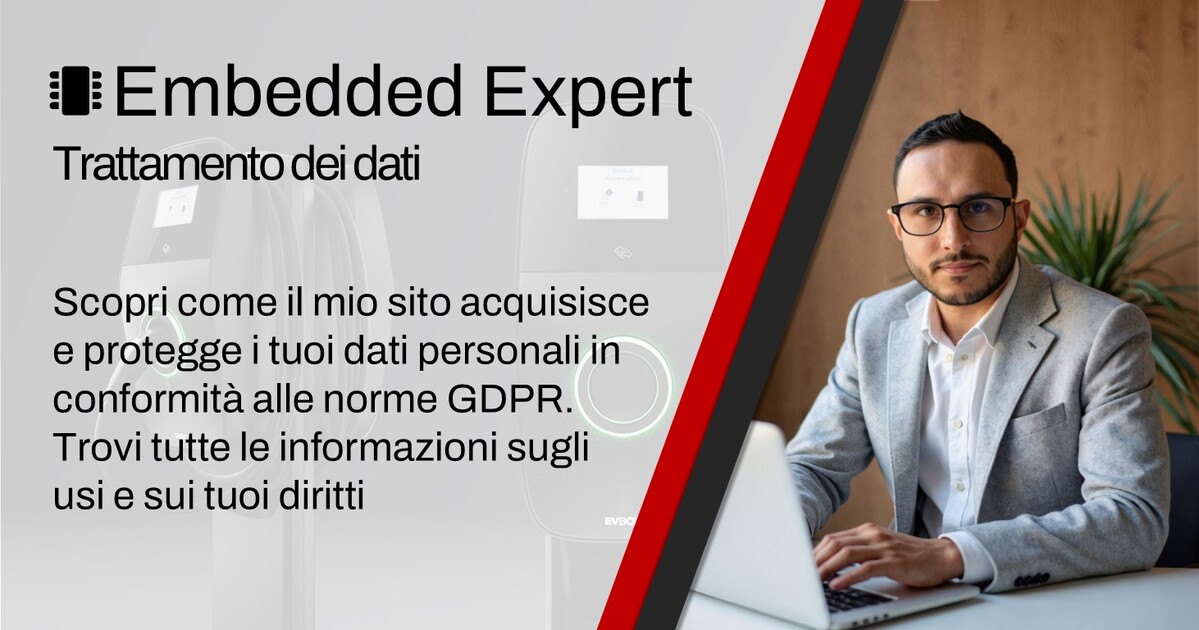 Embedded Expert
Trattamento dei dati
Scopri come il mio sito acquisisce
e protegge i tuoi dati personali in
conformità alle norme GDPR.
Trovi tutte le informazioni sugli
usi e sui tuoi diritti